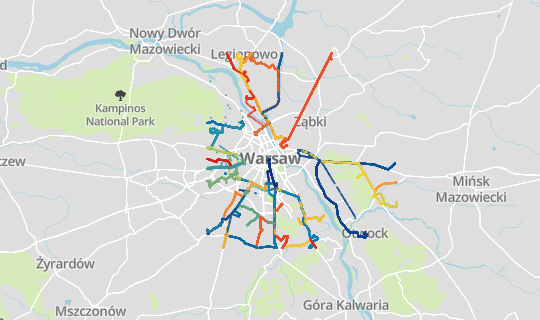 Nowy Dwór
Mazowiecki
Legionowo
Kampinos
National Park
Ząbki
Warsaw
Mińsk
Mazowiecki
Otwock
Żyrardów
Góra Kalwaria
Mszczonów